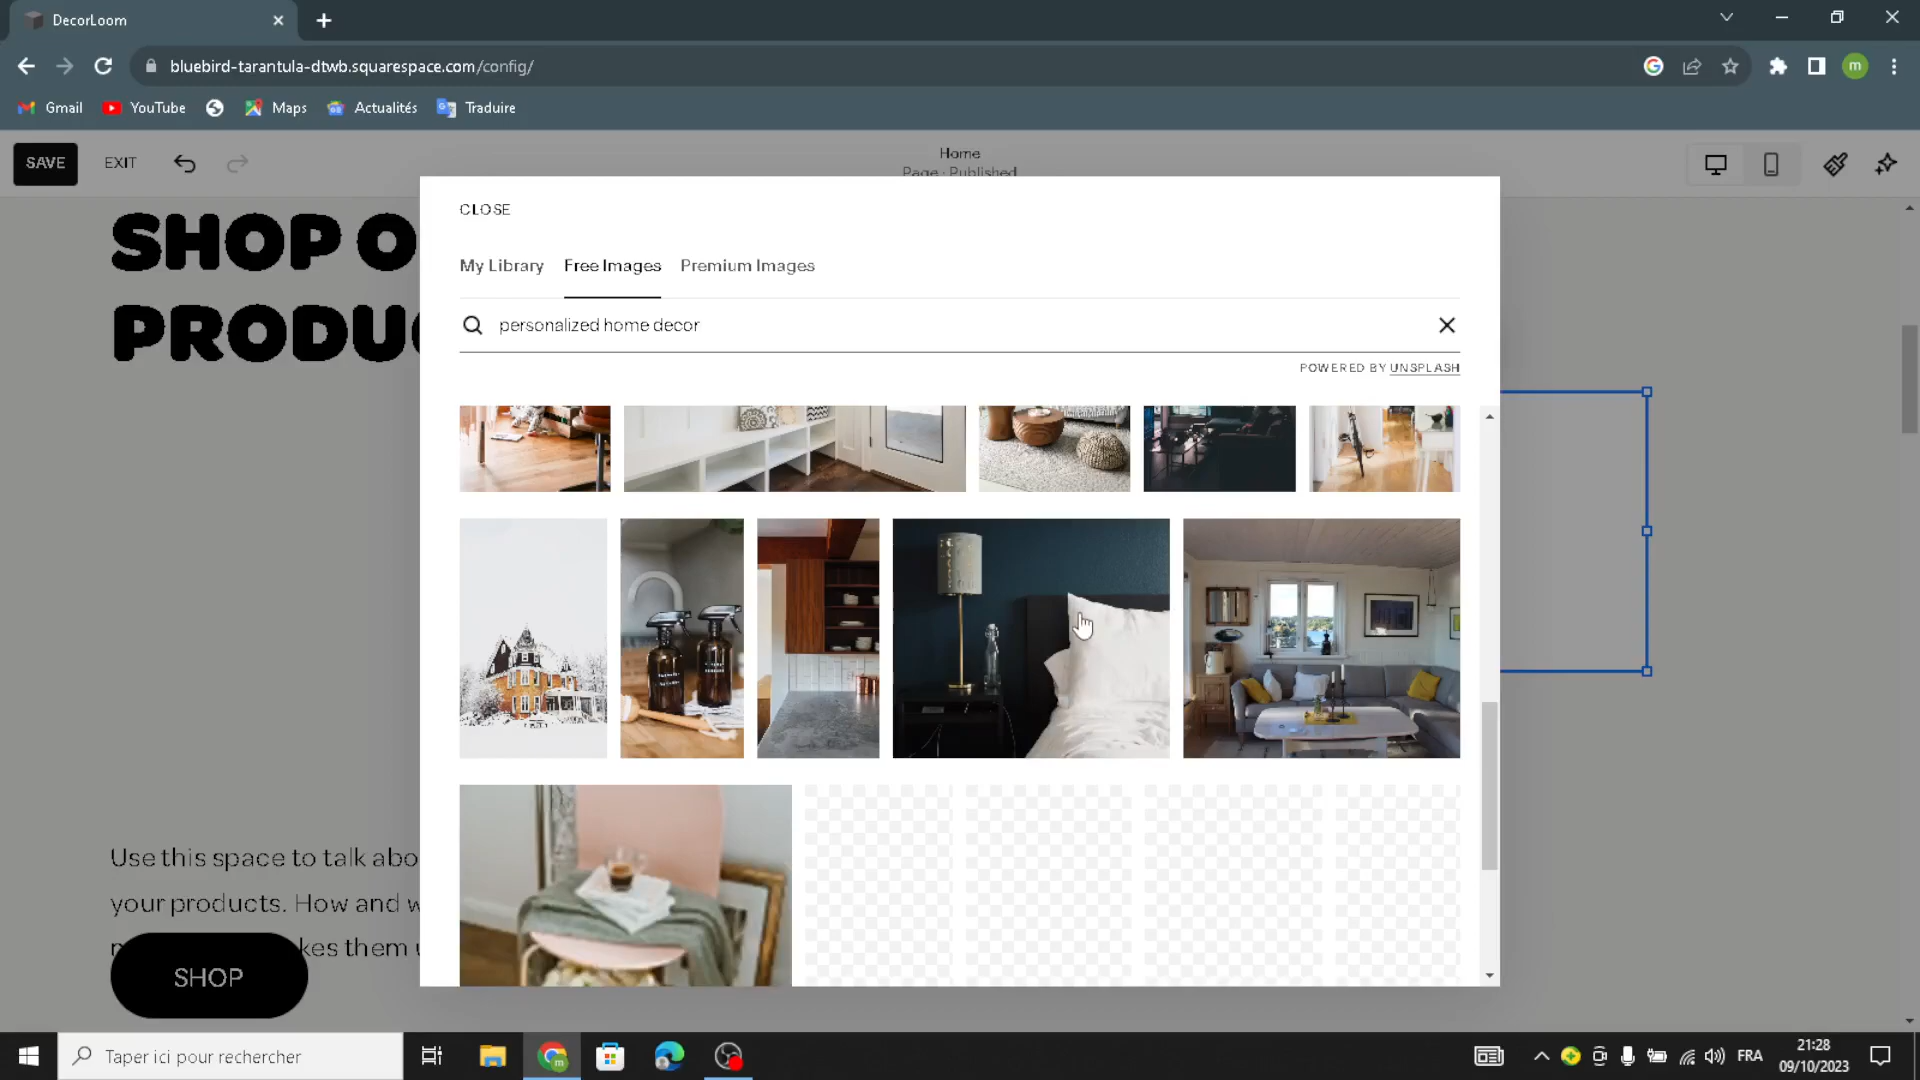 DecorLoom
bluebird-tarantula-dtwb.squarespace.com/config/
m
Gmail YouTube Maps Actualités Traduire
SAVE EXIT
Home
Page · Published
SHOP O
PRODU
CLOSE
My Library Free Images Premium Images
personalized home decor
POWERED BY UNSPLASH
Use this space to talk abo
your products. How and w
kes them u
SHOP
Taper ici pour rechercher
FRA
21:28
09/10/2023